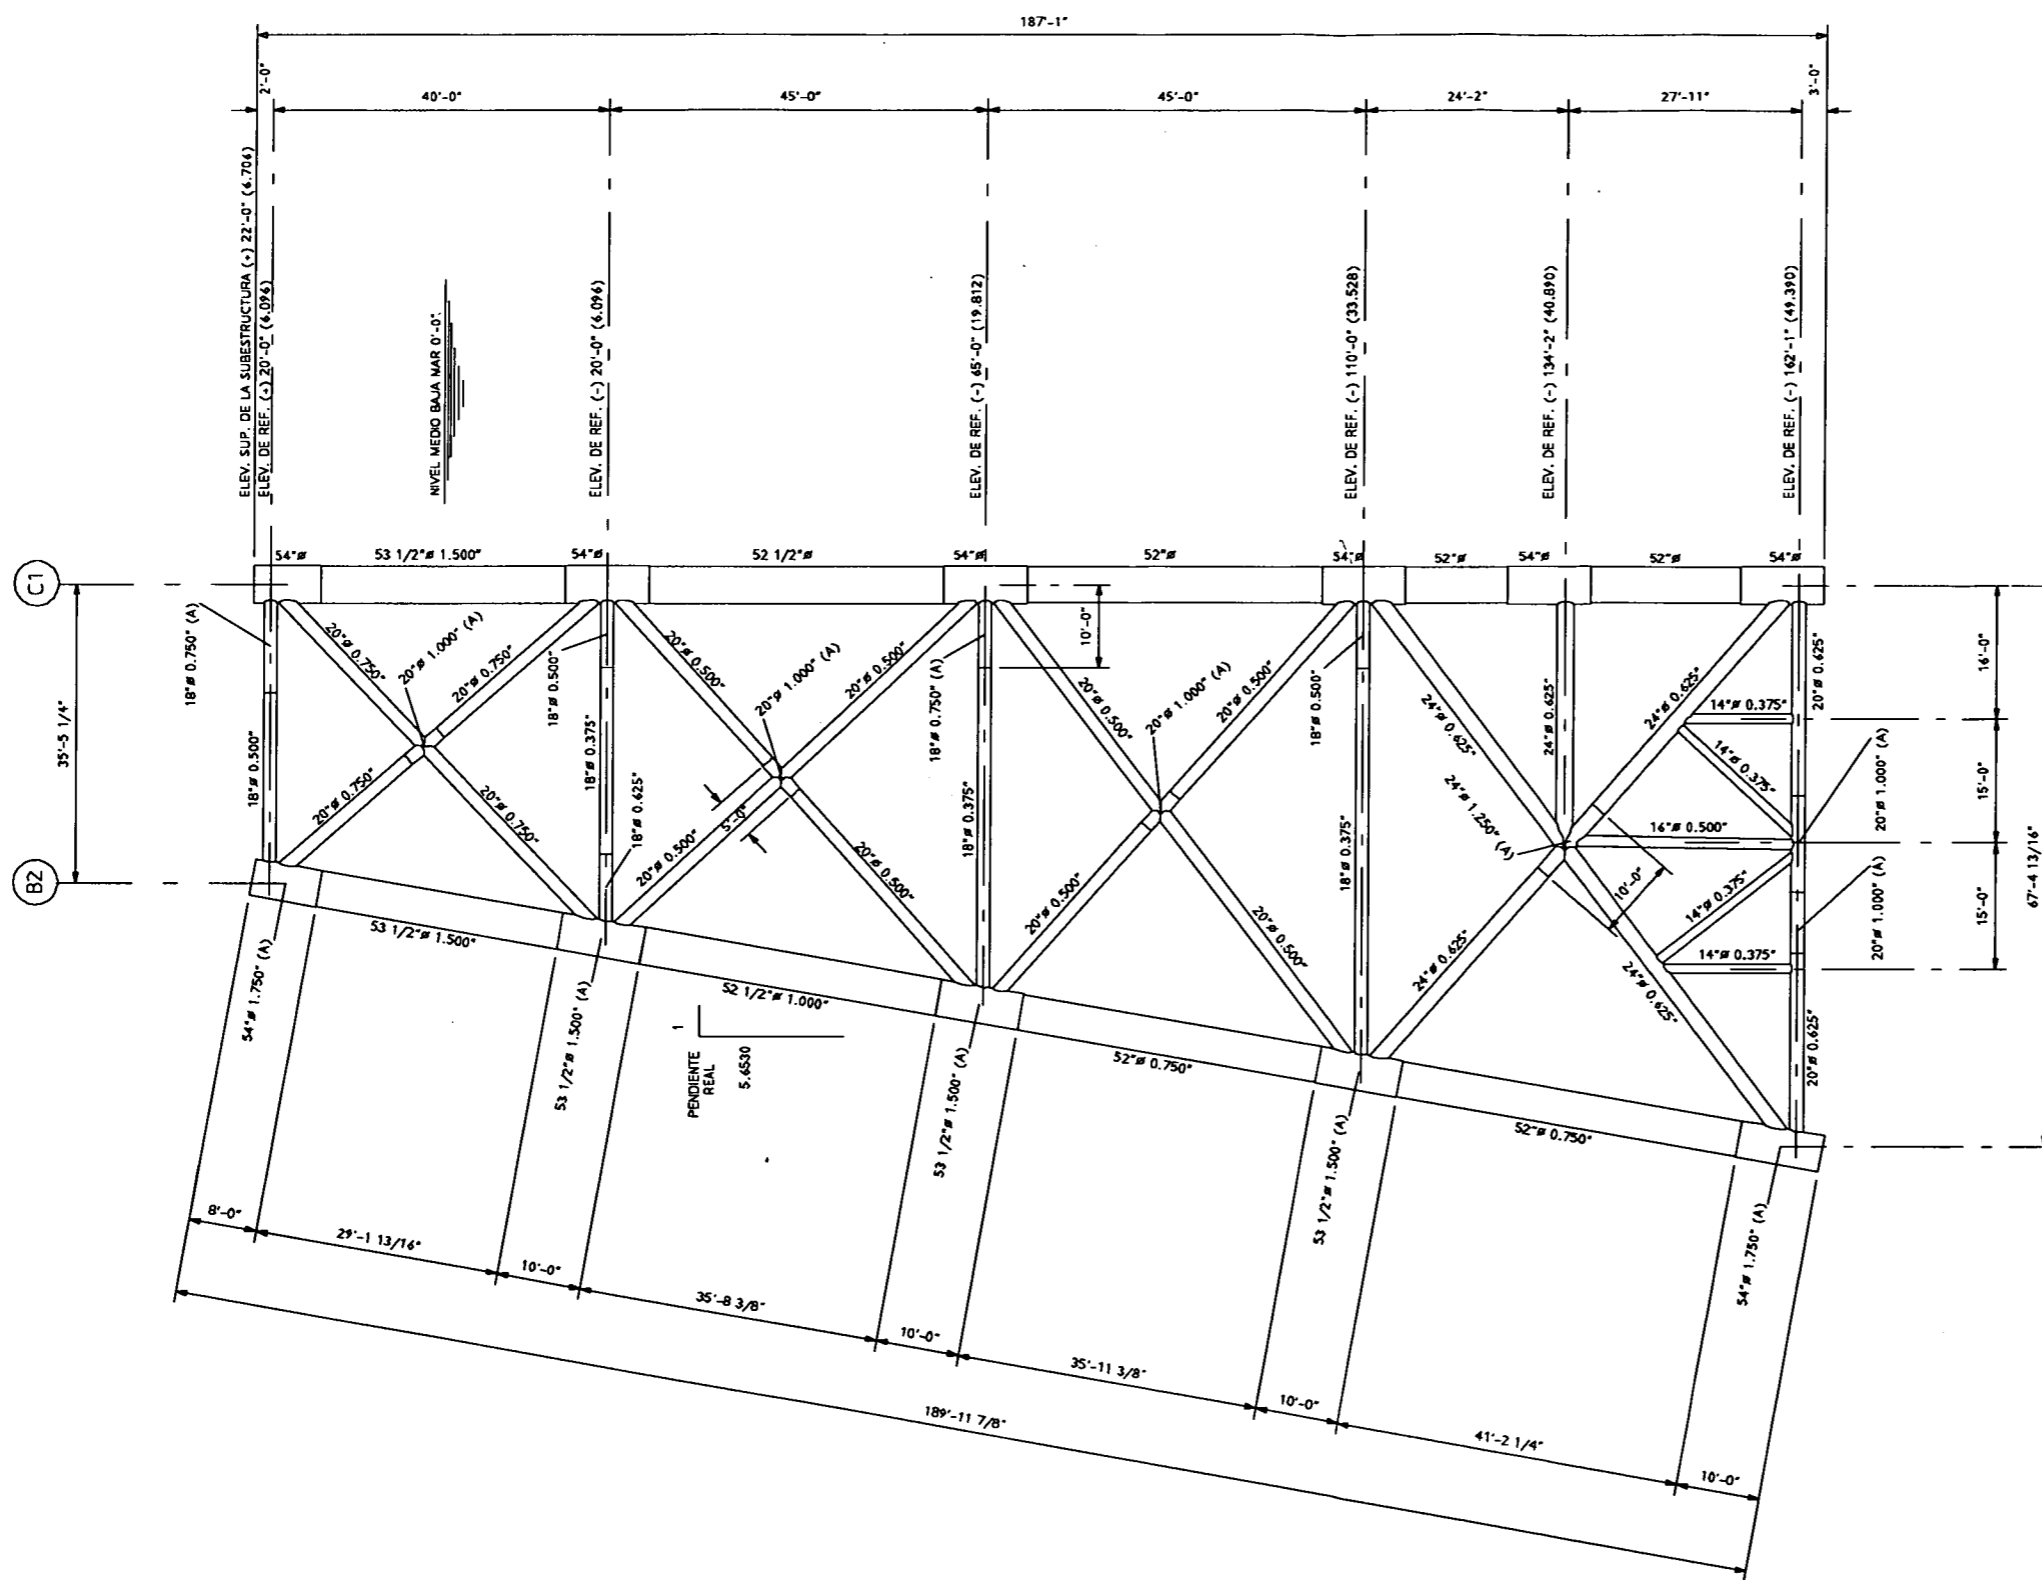 187'-1"
2'-0"
40'-0"
45'-0"
45'-0"
24'-2"
27'-11"
3'-0"
ELEV. SUP. DE LA SUBESTRUCTURA (+) 22'-0" (6.706)
ELEV. DE REF. (+) 20'-0" (6.096)
NIVEL MEDIO BAJA MAR 0'-0"
ELEV. DE REF. (-) 20'-0" (6.096)
ELEV. DE REF. (-) 65'-0" (19.812)
ELEV. DE REF. (-) 110'-0" (33.528)
ELEV. DE REF. (-) 134'-2" (40.890)
ELEV. DE REF. (-) 162'-1" (49.390)
C1
54"ø
53 1/2"ø 1.500"
54"ø
52 1/2"ø
54"ø
52"ø
54"ø
52"ø
54"ø
52"ø
54"ø
35'-5 1/4"
B2
18"ø 0.750" (A)
18"ø 0.500"
20"ø 0.750"
20"ø 1.000" (A)
20"ø 0.750"
20"ø 0.750"
20"ø 0.750"
18"ø 0.500"
18"ø 0.375"
18"ø 0.625"
20"ø 0.500"
20"ø 1.000" (A)
20"ø 0.500"
5'-0"
20"ø 0.500"
20"ø 0.500"
18"ø 0.750" (A)
18"ø 0.375"
10'-0"
20"ø 0.500"
20"ø 1.000" (A)
20"ø 0.500"
20"ø 0.500"
20"ø 0.500"
18"ø 0.500"
18"ø 0.375"
24"ø 0.625"
24"ø 0.625"
24"ø 1.250" (A)
24"ø 0.625"
14"ø 0.375"
14"ø 0.375"
16"ø 0.500"
10'-0"
14"ø 0.375"
14"ø 0.375"
24"ø 0.625"
24"ø 0.625"
20"ø 0.625"
20"ø 1.000" (A)
20"ø 1.000" (A)
20"ø 0.625"
16'-0"
15'-0"
15'-0"
67'-4 13/16"
53 1/2"ø 1.500"
52 1/2"ø 1.000"
52"ø 0.750"
52"ø 0.750"
54"ø 1.750" (A)
53 1/2"ø 1.500" (A)
53 1/2"ø 1.500" (A)
53 1/2"ø 1.500" (A)
54"ø 1.750" (A)
1
PENDIENTE
REAL
5.6530
8'-0"
29'-1 13/16"
10'-0"
35'-8 3/8"
10'-0"
35'-11 3/8"
10'-0"
41'-2 1/4"
10'-0"
189'-11 7/8"